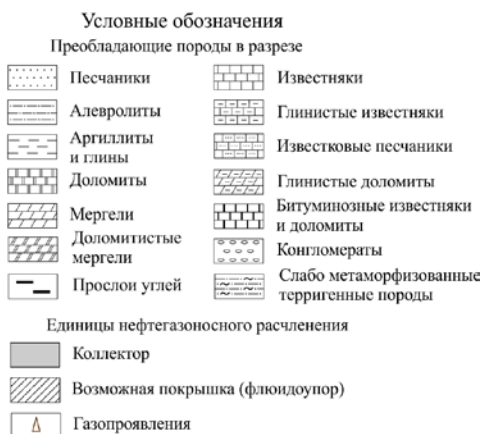 Условные обозначения
Преобладающие породы в разрезе
Песчаники
Алевролиты
Аргиллиты
и глины
Доломиты
Мергели
Доломитистые
мергели
Прослои углей
Известняки
Глинистые известняки
Известковые песчаники
Глинистые доломиты
Битуминозные известняки
и доломиты
Конгломераты
Слабо метаморфизованные
терригенные породы
Единицы нефтегазоносного расчленения
Коллектор
Возможная покрышка (флюидоупор)
Газопроявления